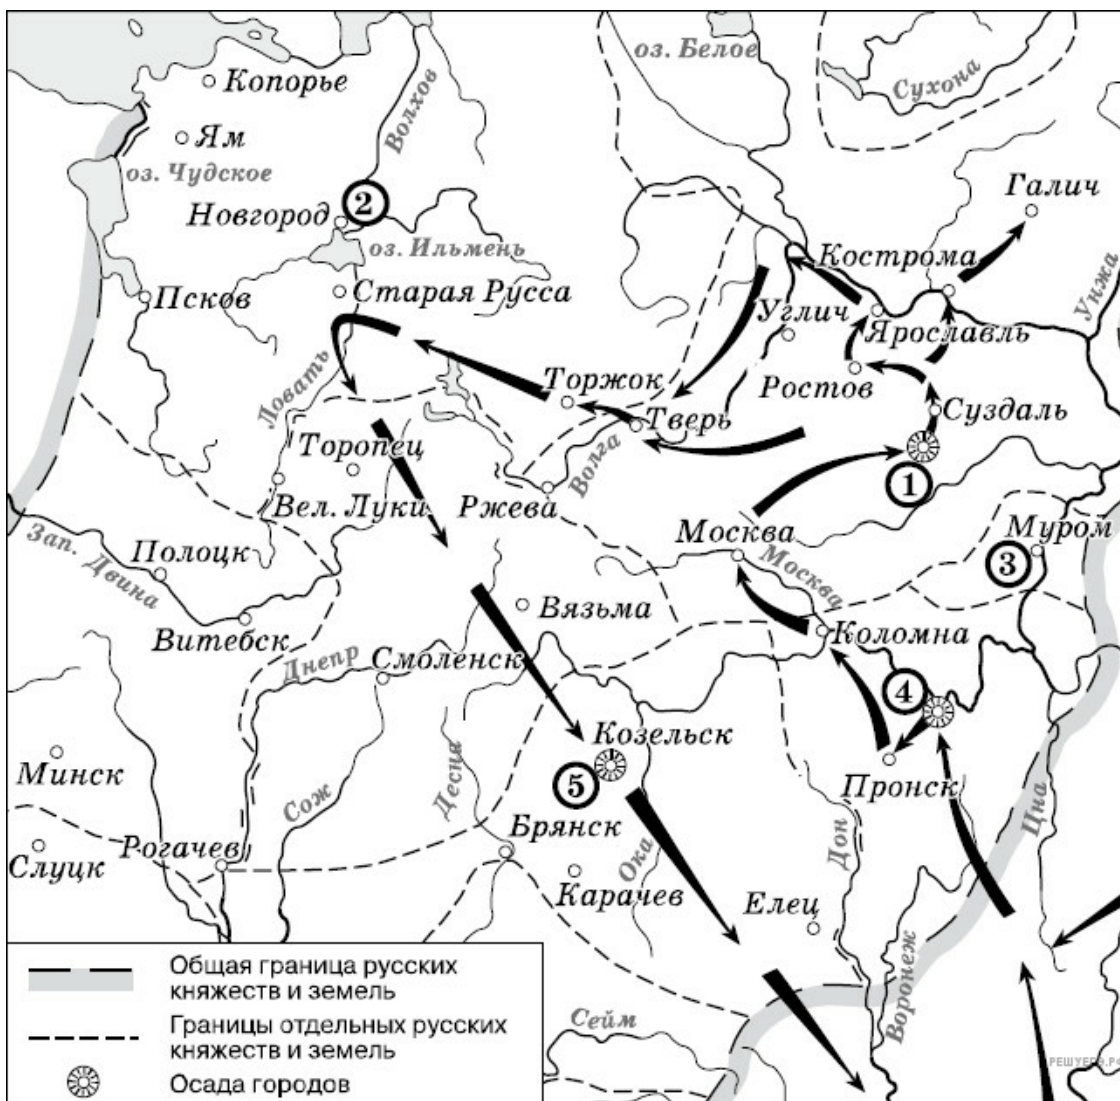 оз. Белое
Сухона
Копорье
Волхов
Ям
оз. Чудское
Галич
Новгород
2
оз. Ильмень
Кострома
Унжа
Псков
Старая Русса
Углич
Ярославль
Ловать
Торжок
Ростов
Тверь
Суздаль
Торопец
Волга
1
Вел. Луки
Ржева
Москва
Муром
Зап. Двина
Полоцк
Москва
3
Вязьма
Витебск
Коломна
Днепр
Смоленск
4
Козельск
Минск
Сож
Десна
5
Пронск
Цна
Брянск
Слуцк
Рогачев
Ока
Дон
Карачев
Елец
Воронеж
Сейм
Общая граница русских
княжеств и земель
Границы отдельных русских
княжеств и земель
Осада городов
РЕШУЕГЭ.РФ